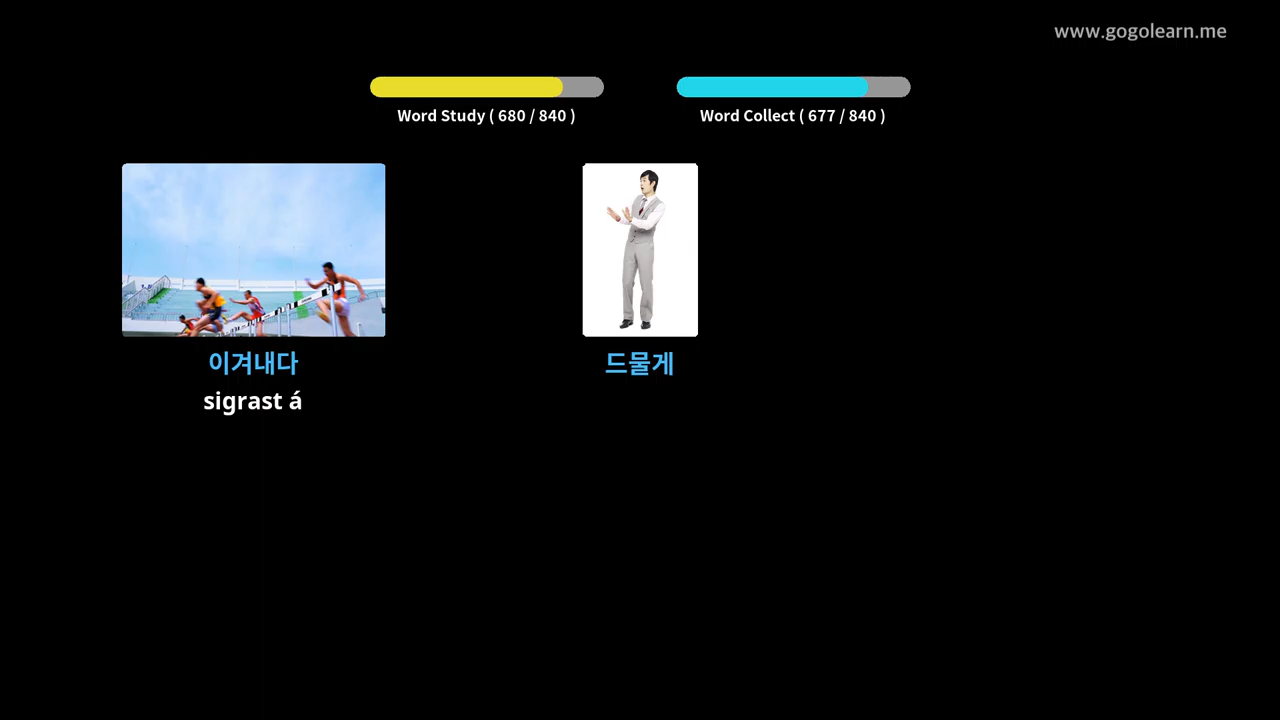 www.gogolearn.me
Word Study ( 680 / 840 )
Word Collect ( 677 / 840 )
이겨내다
드물게
sigrast á